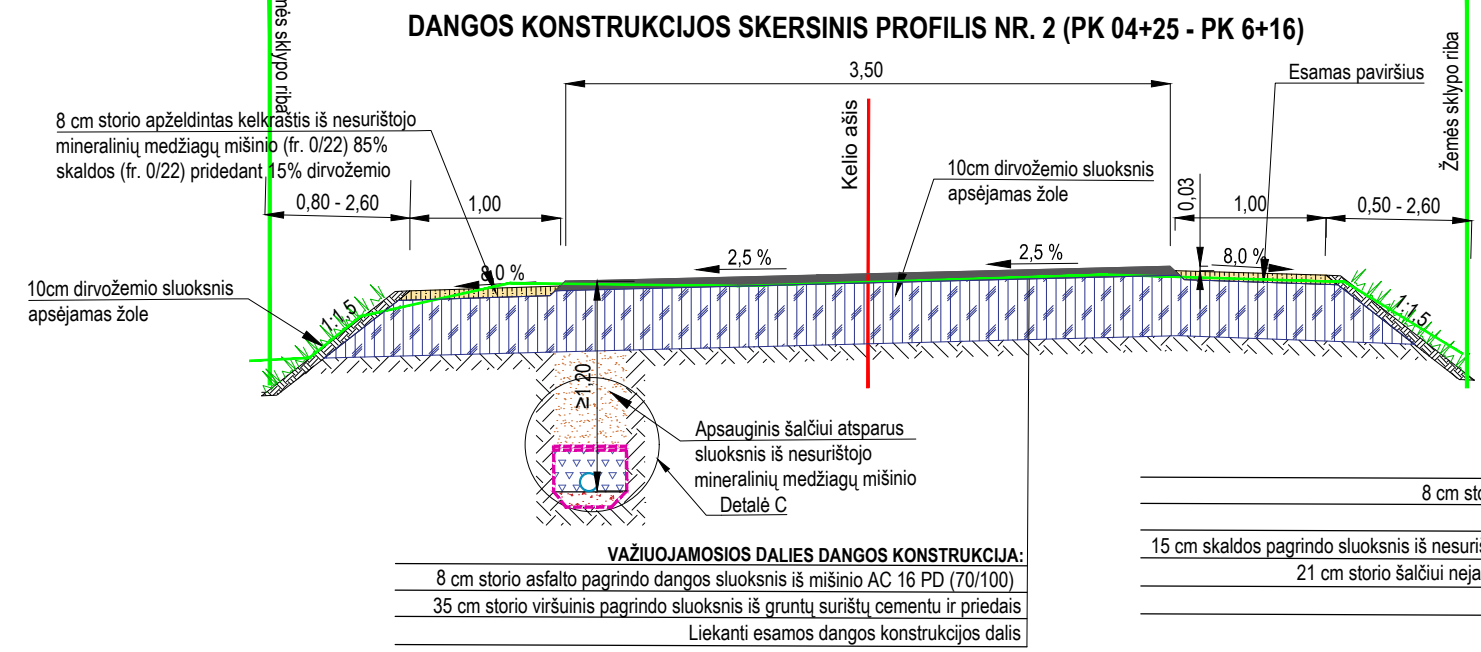 DANGOS KONSTRUKCIJOS SKERSINIS PROFILIS NR. 2 (PK 04+25 - PK 6+16)
sklypo riba
Žemės sklypo riba
3,50
Esamas paviršius
Kelio ašis
8 cm storio apželdintas kelkraštis iš nesurištojo
mineralinių medžiagų mišinio (fr. 0/22) 85%
skaldos (fr. 0/22) pridedant 15% dirvožemio
10cm dirvožemio sluoksnis
apsėjamas žole
0,03
0,80 - 2,60
1,00
1,00
0,50 - 2,60
8,0 %
2,5 %
2,5 %
8,0 %
10cm dirvožemio sluoksnis
apsėjamas žole
1:1,5
1:1,5
≥1,20
Apsauginis šalčiui atsparus
sluoksnis iš nesurištojo
mineralinių medžiagų mišinio
Detalė C
VAŽIUOJAMOSIOS DALIES DANGOS KONSTRUKCIJA:
8 cm storio asfalto pagrindo dangos sluoksnis iš mišinio AC 16 PD (70/100)
35 cm storio viršuinis pagrindo sluoksnis iš gruntų surištų cementu ir priedais
Liekanti esamos dangos konstrukcijos dalis
8 cm
15 cm skaldos pagrindo sluoksnis iš
21 cm storio šalčiui